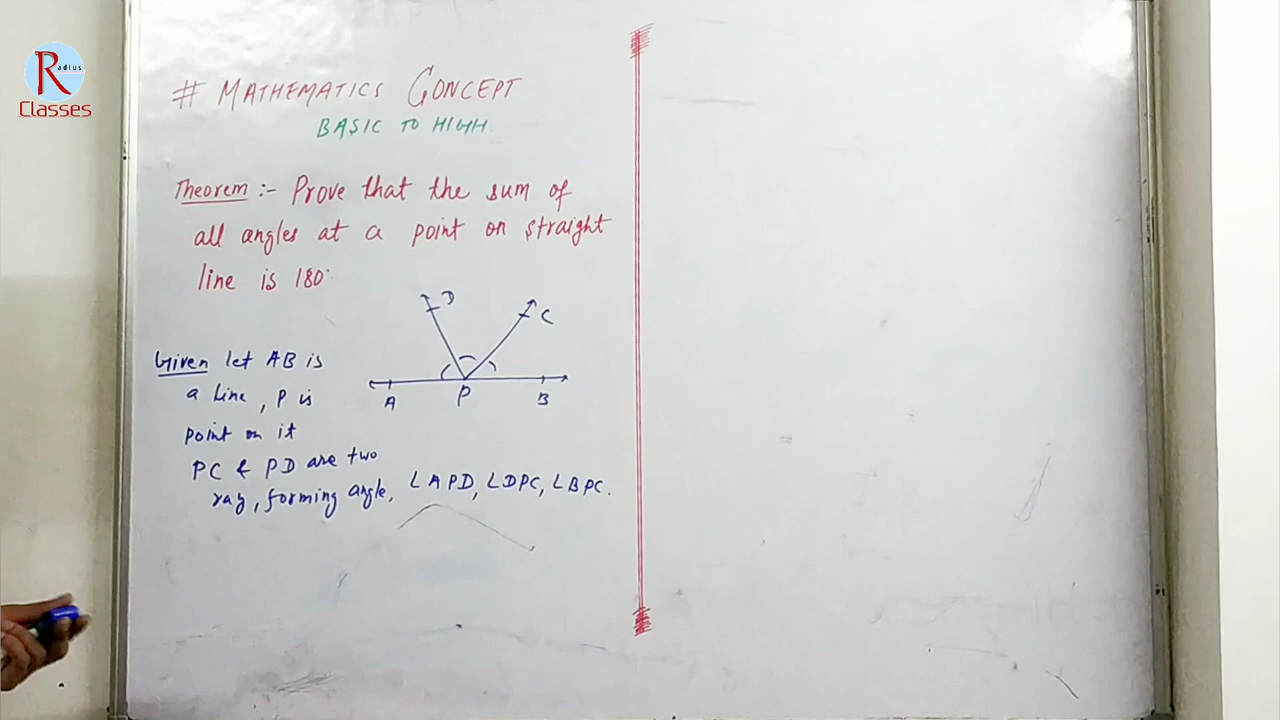 Radius
Classes
# MATHEMATICS CONCEPT
BASIC TO HIGH
Theorem :- Prove that the sum of
all angles at a point on straight
line is 180°
D
C
A
P
B
Given let AB is
a line, P is
point on it
PC & PD are two
ray, forming angle, ∠APD, ∠DPC, ∠BPC.